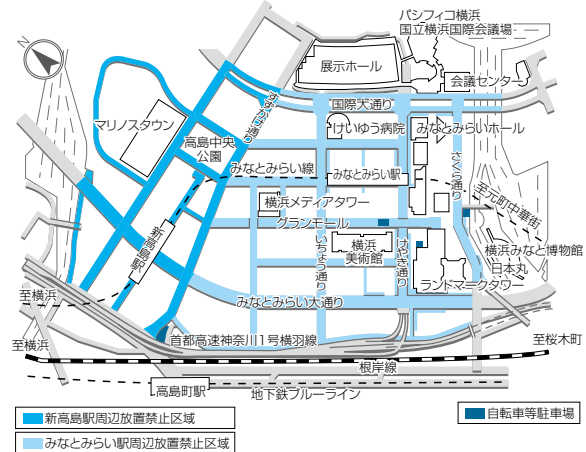 N
パシフィコ横浜
国立横浜国際会議場
展示ホール
会議センター
国際大通り
すずかけ通り
マリノスタウン
けいゆう病院
みなとみらいホール
高島中央
公園
さくら通り
みなとみらい線
みなとみらい駅
至元町中華街
横浜メディアタワー
グランモール
新高島駅
いちょう通り
横浜
美術館
けやき通り
横浜みなと博物館
日本丸
ランドマークタワー
至横浜
みなとみらい大通り
至横浜
首都高速神奈川1号横羽線
至桜木町
根岸線
高島町駅
地下鉄ブルーライン
新高島駅周辺放置禁止区域
自転車等駐車場
みなとみらい駅周辺放置禁止区域